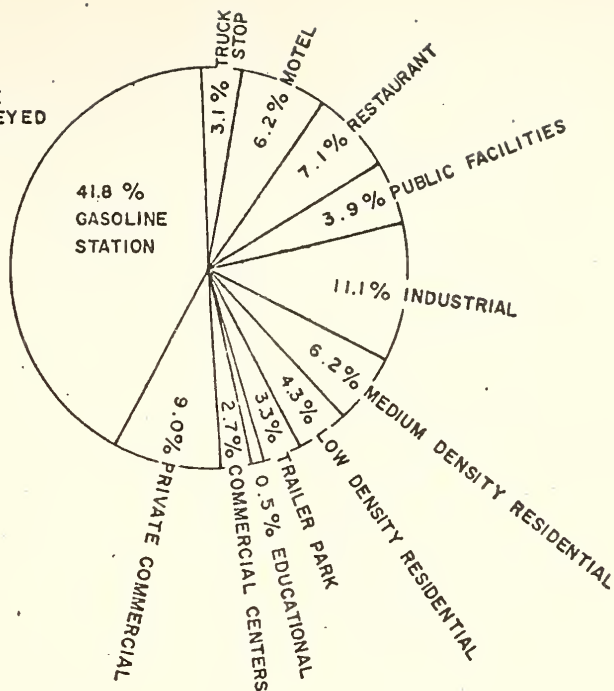 EYED
3.1% TRUCK
STOP
6.2% MOTEL
7.1% RESTAURANT
3.9% PUBLIC FACILITIES
11.1% INDUSTRIAL
6.2% MEDIUM DENSITY RESIDENTIAL
4.3% LOW DENSITY RESIDENTIAL
3.3% TRAILER PARK
0.5% EDUCATIONAL
2.7% COMMERCIAL CENTERS
9.0% PRIVATE COMMERCIAL
41.8 %
GASOLINE
STATION